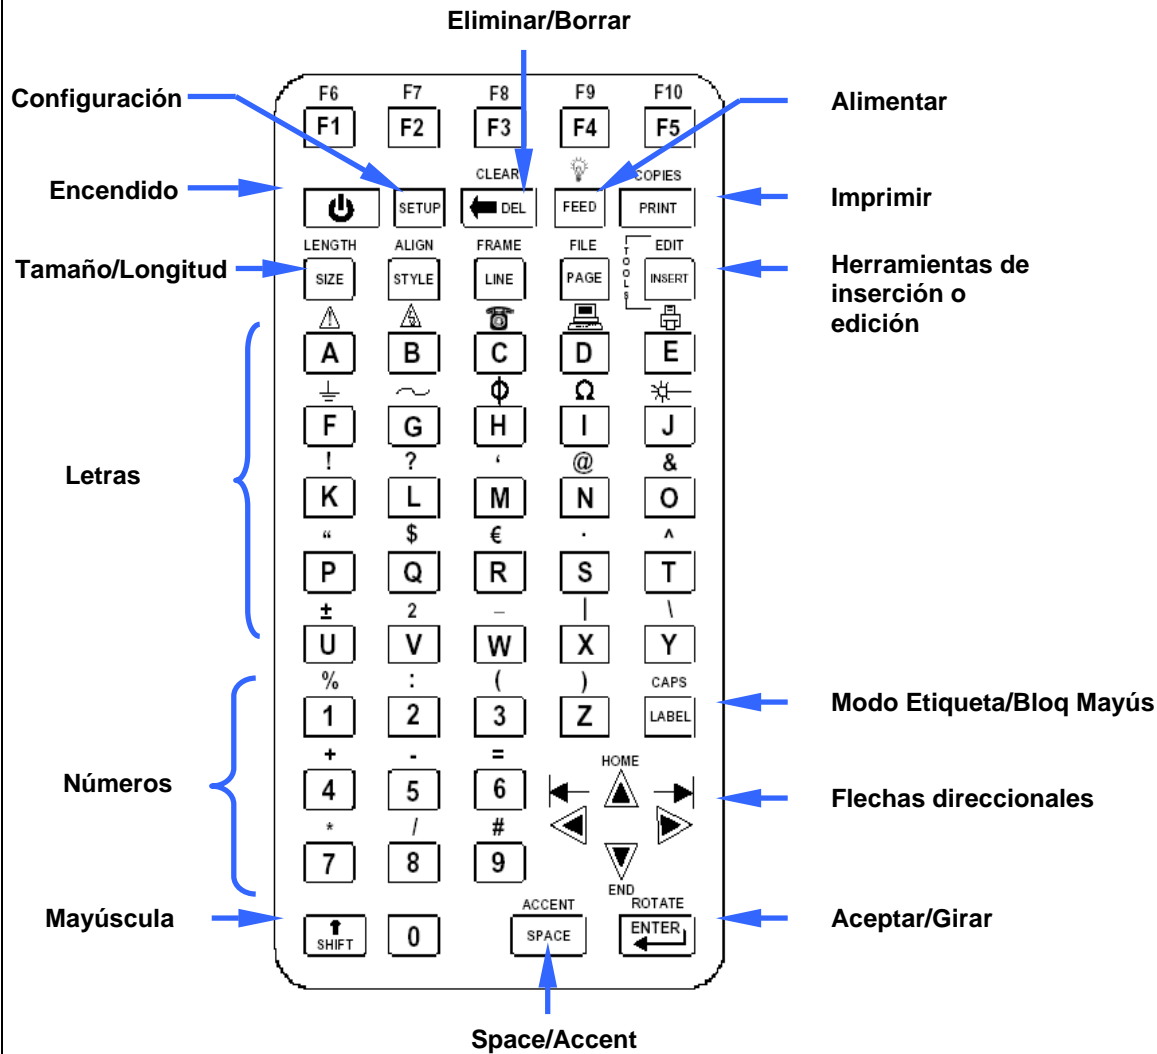 Eliminar/Borrar
Configuración
Alimentar
F6 F7 F8 F9 F10
F1 F2 F3 F4 F5
Encendido
Imprimir
CLEAR COPIES
SETUP DEL FEED PRINT
Tamaño/Longitud
Herramientas de
inserción o
edición
LENGTH ALIGN FRAME FILE EDIT
TOOLS
SIZE STYLE LINE PAGE INSERT
A B C D E
Φ Ω
F G H I J
Letras
! ? ‘ @ &
K L M N O
“ $ € · ^
P Q R S T
± 2 – | \
U V W X Y
% : ( ) CAPS
1 2 3 Z LABEL
Modo Etiqueta/Bloq Mayús
Números
+ - = HOME
4 5 6
Flechas direccionales
* / #
7 8 9
END
Mayúscula
ACCENT ROTATE
Aceptar/Girar
SHIFT 0 SPACE ENTER
Space/Accent